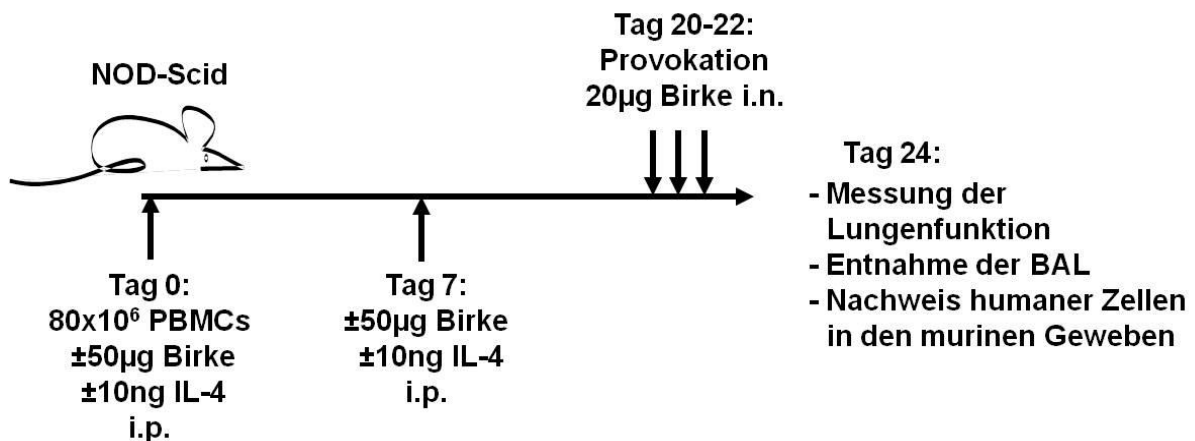 NOD-Scid
Tag 0:
80x10⁶ PBMCs
±50µg Birke
±10ng IL-4
i.p.
Tag 7:
±50µg Birke
±10ng IL-4
i.p.
Tag 20-22:
Provokation
20µg Birke i.n.
Tag 24:
- Messung der
Lungenfunktion
- Entnahme der BAL
- Nachweis humaner Zellen
in den murinen Geweben